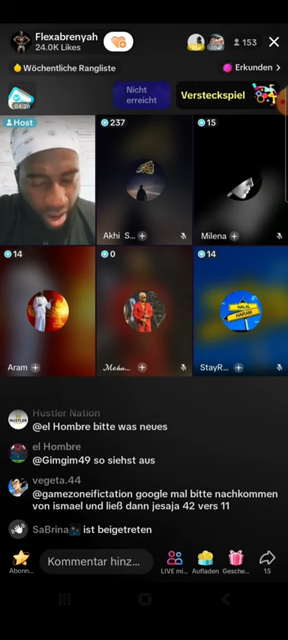 Flexabrenyah
24.0K Likes
153
Wöchentliche Rangliste
Erkunden >
04:20
Nicht erreicht
Versteckspiel
Host
237
15
Akhi S...
Milena
14
0
14
Aram
StayR...
Hustler Nation
@el Hombre bitte was neues
el Hombre
@Gimgim49 so siehst aus
vegeta.44
@gamezoneifictation google mal bitte nachkommen
von ismael und ließ dann jesaja 42 vers 11
SaBrina ist beigetreten
Kommentar hinz...
Abonn...
LIVE mi...
Aufladen
Gesche...
15